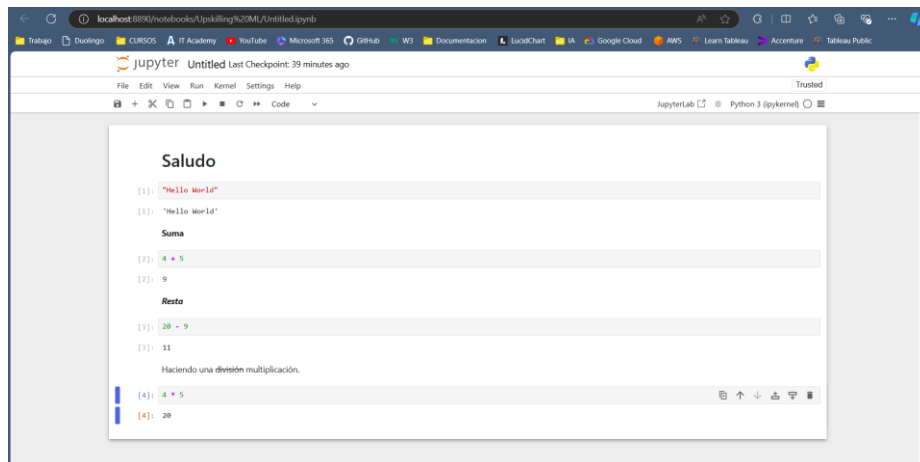 localhost:8890/notebooks/Upskilling%20ML/Untitled.ipynb
Trabajo Duolingo CURSOS IT Academy YouTube Microsoft 365 GitHub W3 Documentacion LucidChart IA Google Cloud AWS Learn Tableau Accenture Tableau Public
jupyter Untitled Last Checkpoint: 39 minutes ago
File Edit View Run Kernel Settings Help Trusted
Code JupyterLab Python 3 (ipykernel)
Saludo
[1]: "Hello World"
[1]: 'Hello World'
Suma
[2]: 4 + 5
[2]: 9
Resta
[3]: 20 - 9
[3]: 11
Haciendo una división multiplicación.
[4]: 4 * 5
[4]: 20